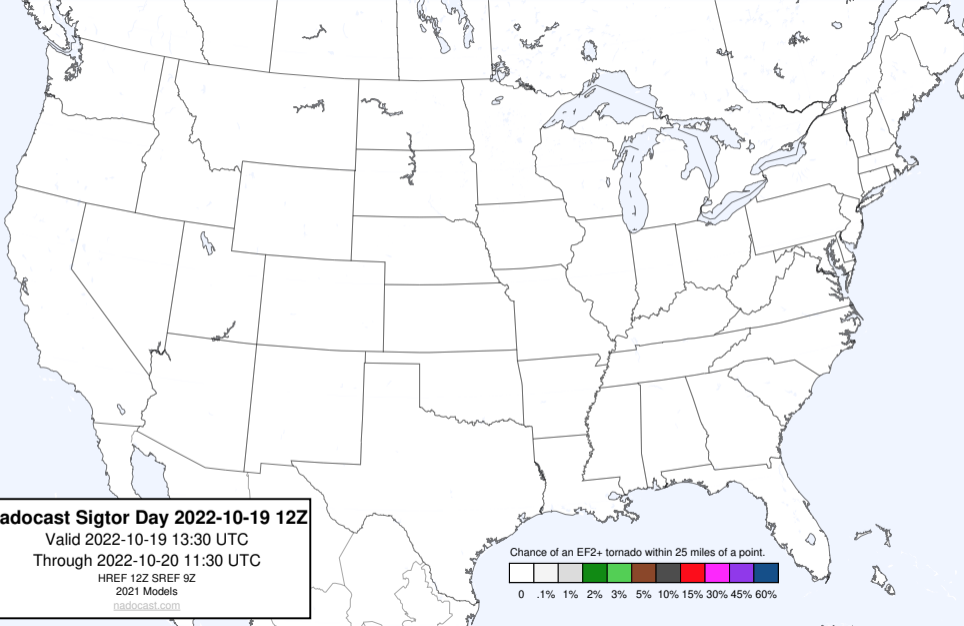 adocast Sigtor Day 2022-10-19 12Z
Valid 2022-10-19 13:30 UTC
Through 2022-10-20 11:30 UTC
HREF 12Z SREF 9Z
2021 Models
nadocast.com
Chance of an EF2+ tornado within 25 miles of a point.
0 .1% 1% 2% 3% 5% 10% 15% 30% 45% 60%